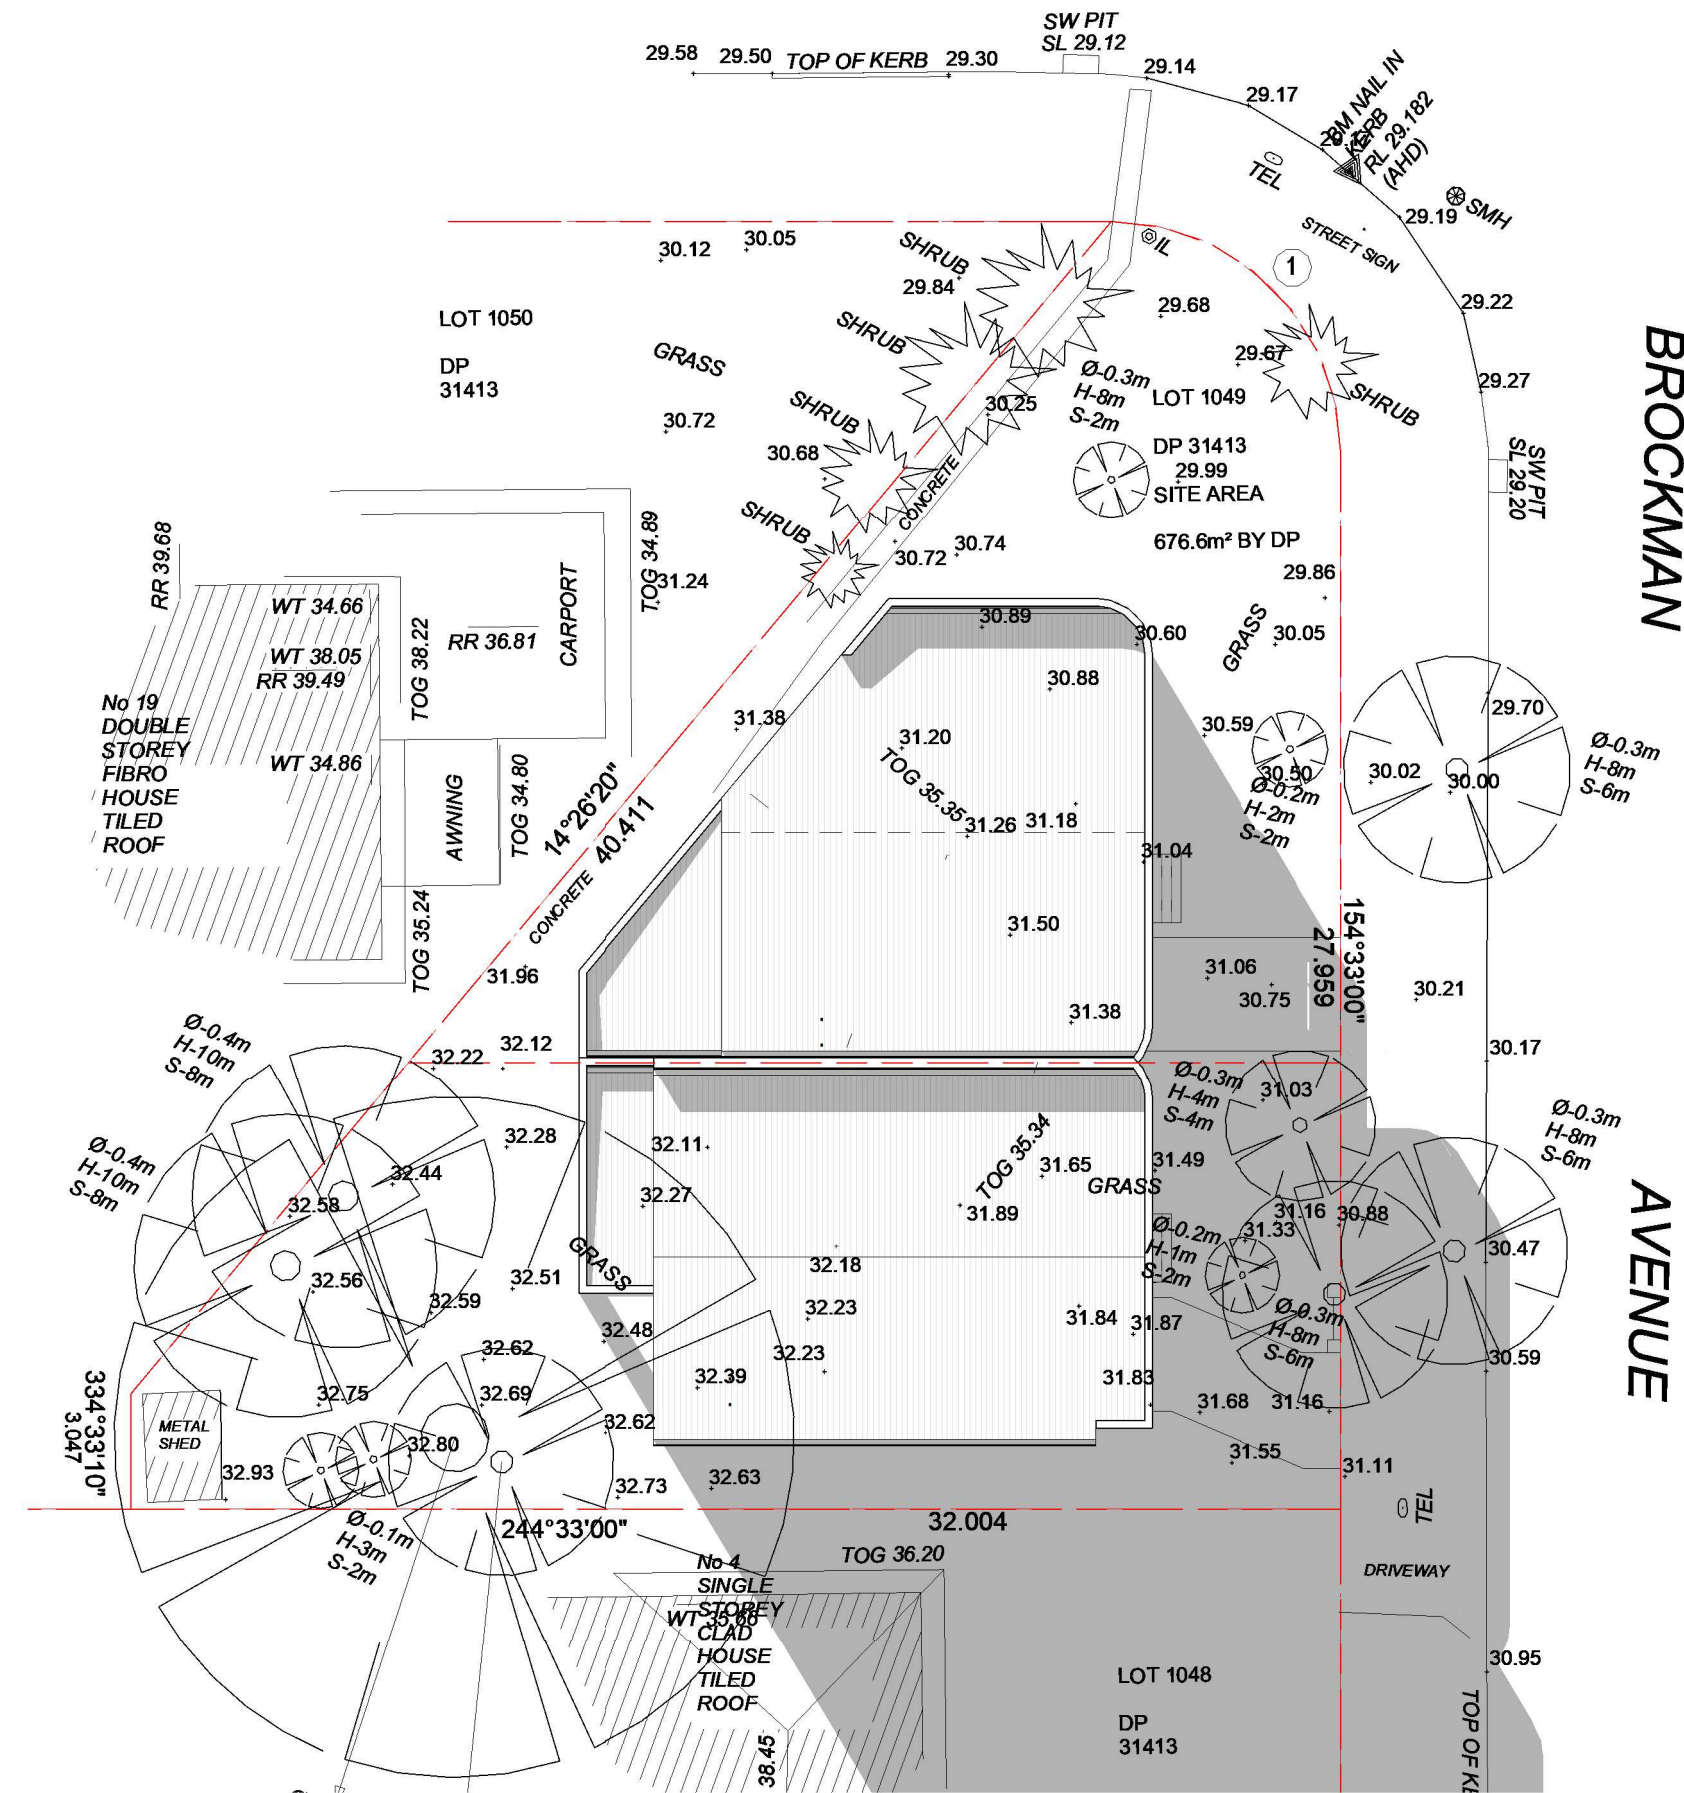 SW PIT
SL 29.12
29.58
29.50
TOP OF KERB
29.30
29.14
29.17
BM NAIL IN
KERB
RL 29.182
(AHD)
TEL
29.19
SMH
STREET SIGN
1
IL
30.12
30.05
SHRUB
29.84
29.68
29.22
LOT 1050
DP
31413
SHRUB
GRASS
29.67
29.27
SHRUB
Ø-0.3m
H-8m
S-2m
LOT 1049
DP 31413
29.99
SITE AREA
676.6m² BY DP
30.25
30.72
SHRUB
30.68
CONCRETE
SW PIT
SL 29.20
BROCKMAN
AVENUE
SHRUB
30.72
30.74
29.86
RR 39.68
TOG 34.89
31.24
WT 34.66
WT 38.05
RR 39.49
WT 34.86
TOG 38.22
RR 36.81
CARPORT
No 19
DOUBLE
STOREY
FIBRO
HOUSE
TILED
ROOF
AWNING
TOG 34.80
TOG 35.24
30.89
30.60
GRASS
30.05
30.88
31.38
31.20
TOG 35.35
31.26
31.18
30.59
30.50
Ø-0.2m
H-2m
S-2m
29.70
30.02
30.00
Ø-0.3m
H-8m
S-6m
14°26'20"
40.411
CONCRETE
31.04
31.50
31.96
31.06
30.75
154°33'00"
27.959
30.21
31.38
Ø-0.4m
H-10m
S-8m
32.22
32.12
30.17
Ø-0.3m
H-4m
S-4m
31.03
Ø-0.3m
H-8m
S-6m
Ø-0.4m
H-10m
S-8m
32.28
32.11
TOG 35.34
31.65
31.49
GRASS
32.44
32.58
32.27
31.89
31.16
30.88
31.33
Ø-0.2m
H-1m
S-2m
30.47
GRASS
32.56
32.51
32.18
32.59
32.23
31.84
31.87
Ø-0.3m
H-8m
S-6m
32.48
32.62
32.23
30.59
334°33'10"
3.047
32.75
32.69
32.39
31.83
31.68
31.16
METAL
SHED
32.62
32.80
31.55
31.11
32.93
32.73
32.63
TEL
244°33'00"
32.004
Ø-0.1m
H-3m
S-2m
TOG 36.20
DRIVEWAY
No 4
SINGLE
STOREY
CLAD
HOUSE
TILED
ROOF
WT 35.66
LOT 1048
DP
31413
30.95
38.45
TOP OF